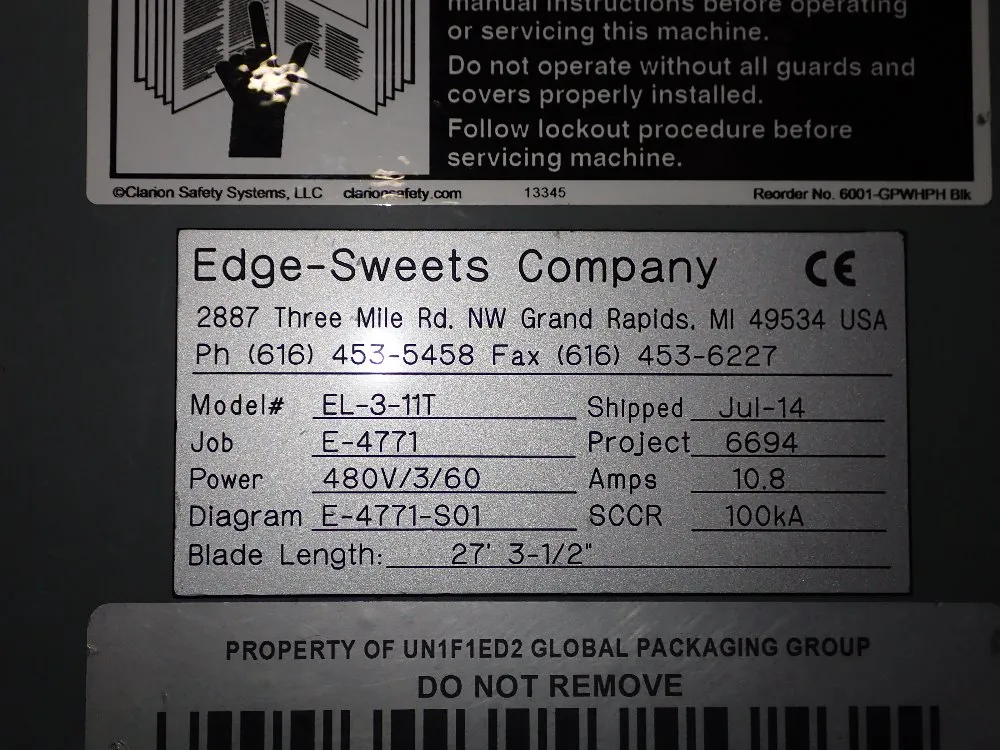 manual instructions before operating
or servicing this machine.
Do not operate without all guards and
covers properly installed.
Follow lockout procedure before
servicing machine.
©Clarion Safety Systems, LLC clarionsafety.com 13345 Reorder No. 6001-GPWHPH Blk
Edge-Sweets Company CE
2887 Three Mile Rd. NW Grand Rapids, MI 49534 USA
Ph (616) 453-5458 Fax (616) 453-6227
Model# EL-3-11T Shipped Jul-14
Job E-4771 Project 6694
Power 480V/3/60 Amps 10.8
Diagram E-4771-S01 SCCR 100kA
Blade Length: 27' 3-1/2"
PROPERTY OF UN1F1ED2 GLOBAL PACKAGING GROUP
DO NOT REMOVE